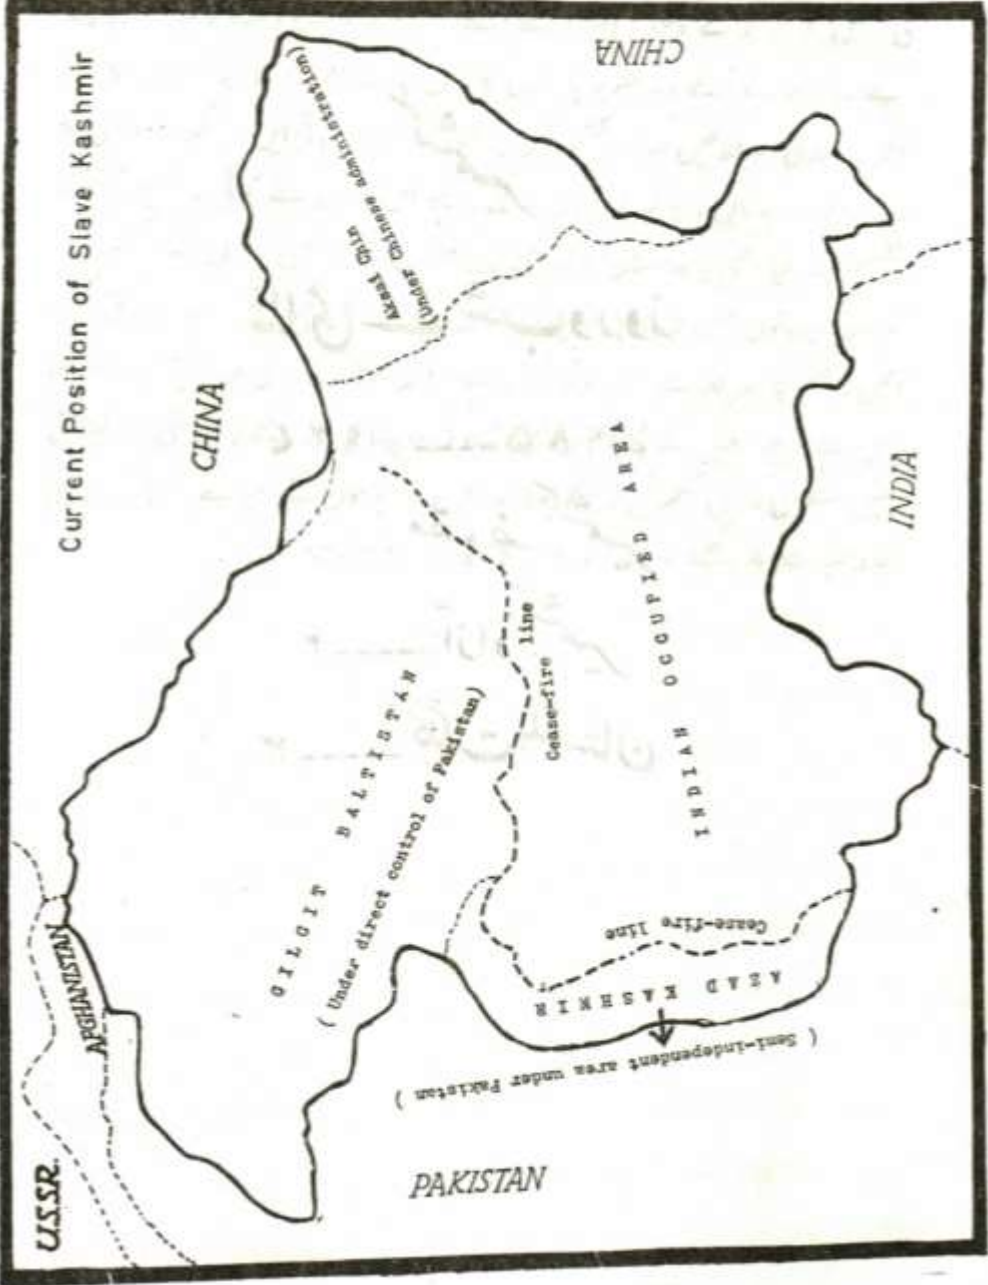 Current Position of Slave Kashmir
CHINA
CHINA
Aksai Chin
(Under Chinese administration)
U.S.S.R.
AFGHANISTAN
GILGIT BALTISTAN
( Under direct control of Pakistan)
Cease-fire line
INDIAN OCCUPIED AREA
INDIA
Cease-fire line
AZAD KASHMIR
( Semi-independent area under Pakistan )
PAKISTAN